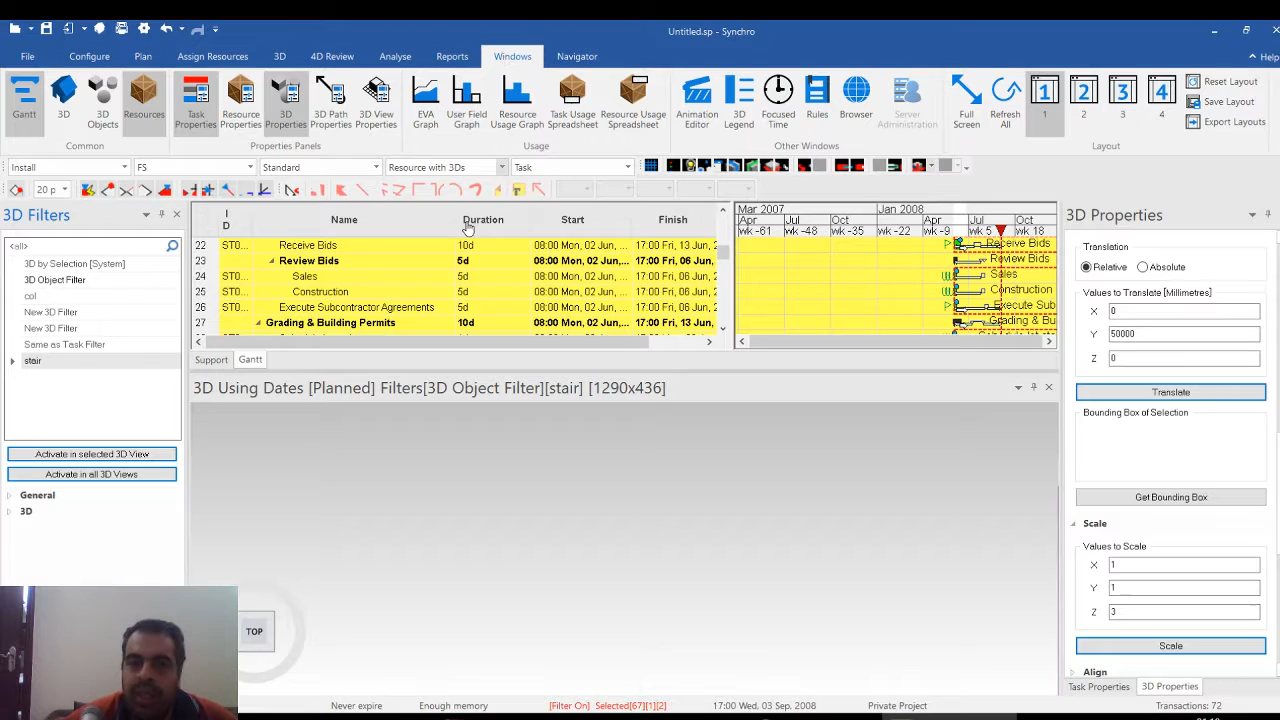 Untitled.sp - Synchro
File Configure Plan Assign Resources 3D 4D Review Analyse Reports Windows Navigator Help
Gantt 3D 3D Objects Resources Task Properties Resource Properties 3D Properties 3D Path Properties 3D View Properties EVA Graph User Field Graph Resource Usage Graph Task Usage Spreadsheet Resource Usage Spreadsheet Animation Editor 3D Legend Focused Time Rules Browser Server Administration Full Screen Refresh All 1 2 3 4 Reset Layout
Save Layout
Export Layouts
Common Properties Panels Usage Other Windows Layout
Install FS Standard Resource with 3Ds Task
20 p
3D Filters
<all>
3D by Selection [System]
3D Object Filter
col
New 3D Filter
New 3D Filter
Same as Task Filter
stair
Activate in selected 3D View
Activate in all 3D Views
General
3D
ID Name Duration Start Finish
22 ST0... Receive Bids 10d 08:00 Mon, 02 Jun, ... 17:00 Fri, 13 Jun, 2
23 Review Bids 5d 08:00 Mon, 02 Jun,... 17:00 Fri, 06 Jun, 2
24 ST0... Sales 5d 08:00 Mon, 02 Jun, ... 17:00 Fri, 06 Jun, 2
25 ST0... Construction 5d 08:00 Mon, 02 Jun, ... 17:00 Fri, 06 Jun, 2
26 ST0... Execute Subcontractor Agreements 5d 08:00 Mon, 02 Jun, ... 17:00 Fri, 06 Jun, 2
27 Grading & Building Permits 10d 08:00 Mon, 02 Jun,... 17:00 Fri, 13 Jun, 2
Mar 2007 Jan 2008
Apr Jul Oct Apr Jul Oct
wk -61 wk -48 wk -35 wk -22 wk -9 wk 5 wk 18
Receive Bids
Review Bids
Sales
Construction
Execute Sub
Grading & Bu
Support Gantt
3D Using Dates [Planned] Filters[3D Object Filter][stair] [1290x436]
TOP
3D Properties
Translation
Relative Absolute
Values to Translate [Millimetres]
X 0
Y 50000
Z 0
Translate
Bounding Box of Selection
Get Bounding Box
Scale
Values to Scale
X 1
Y 1
Z 3
Scale
Align
Task Properties 3D Properties
Never expire Enough memory [Filter On] Selected[67][1][2] 17:00 Wed, 03 Sep. 2008 Private Project Transactions: 72